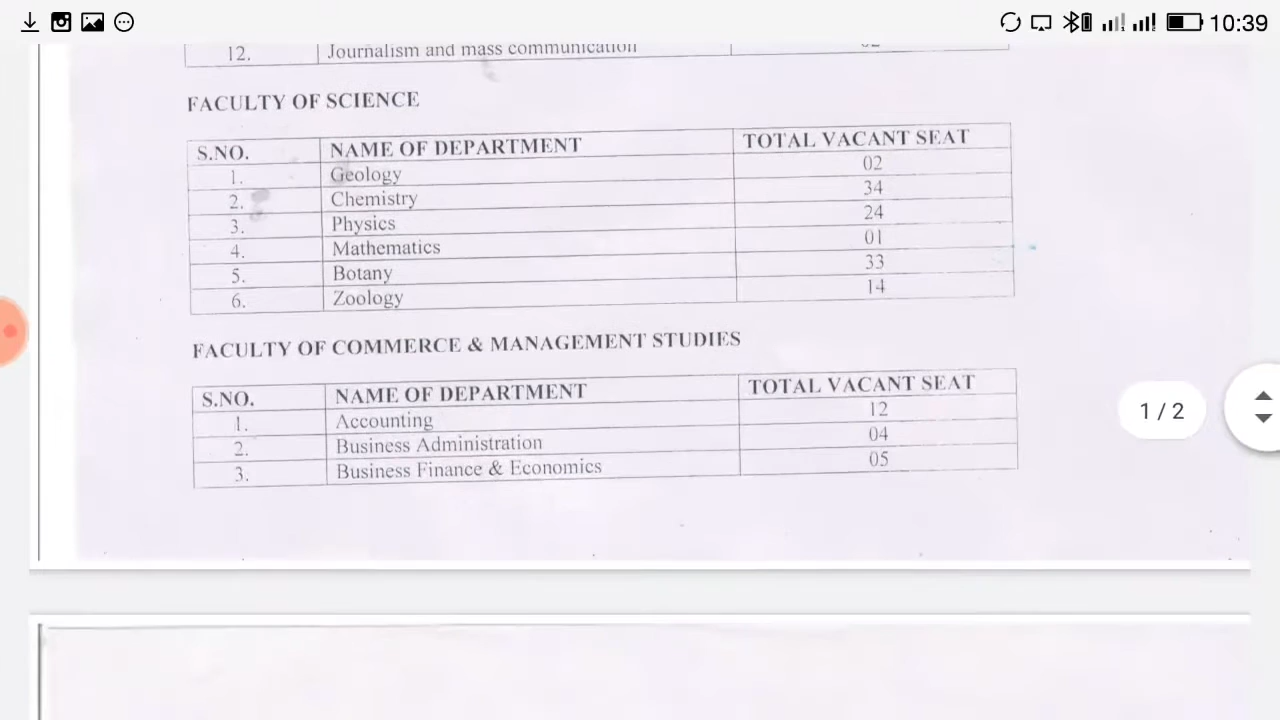 10:39
12. Journalism and mass communication 02
FACULTY OF SCIENCE
S.NO. NAME OF DEPARTMENT TOTAL VACANT SEAT
1. Geology 02
2. Chemistry 34
3. Physics 24
4. Mathematics 01
5. Botany 33
6. Zoology 14
FACULTY OF COMMERCE & MANAGEMENT STUDIES
S.NO. NAME OF DEPARTMENT TOTAL VACANT SEAT
1. Accounting 12
2. Business Administration 04
3. Business Finance & Economics 05
1 / 2